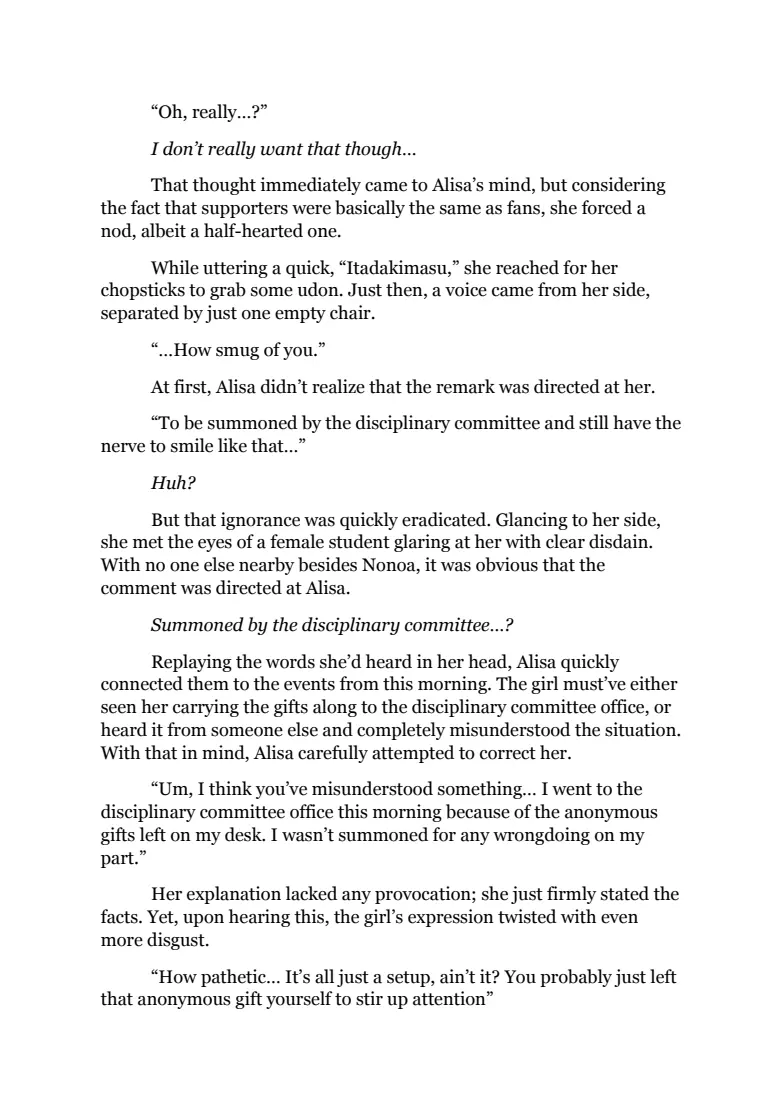 “Oh, really…?”
I don’t really want that though…
That thought immediately came to Alisa’s mind, but considering
the fact that supporters were basically the same as fans, she forced a
nod, albeit a half-hearted one.
While uttering a quick, “Itadakimasu,” she reached for her
chopsticks to grab some udon. Just then, a voice came from her side,
separated by just one empty chair.
“…How smug of you.”
At first, Alisa didn’t realize that the remark was directed at her.
“To be summoned by the disciplinary committee and still have the
nerve to smile like that…”
Huh?
But that ignorance was quickly eradicated. Glancing to her side,
she met the eyes of a female student glaring at her with clear disdain.
With no one else nearby besides Nonoa, it was obvious that the
comment was directed at Alisa.
Summoned by the disciplinary committee…?
Replaying the words she’d heard in her head, Alisa quickly
connected them to the events from this morning. The girl must’ve either
seen her carrying the gifts along to the disciplinary committee office, or
heard it from someone else and completely misunderstood the situation.
With that in mind, Alisa carefully attempted to correct her.
“Um, I think you’ve misunderstood something… I went to the
disciplinary committee office this morning because of the anonymous
gifts left on my desk. I wasn’t summoned for any wrongdoing on my
part.”
Her explanation lacked any provocation; she just firmly stated the
facts. Yet, upon hearing this, the girl’s expression twisted with even
more disgust.
“How pathetic… It’s all just a setup, ain’t it? You probably just left
that anonymous gift yourself to stir up attention”